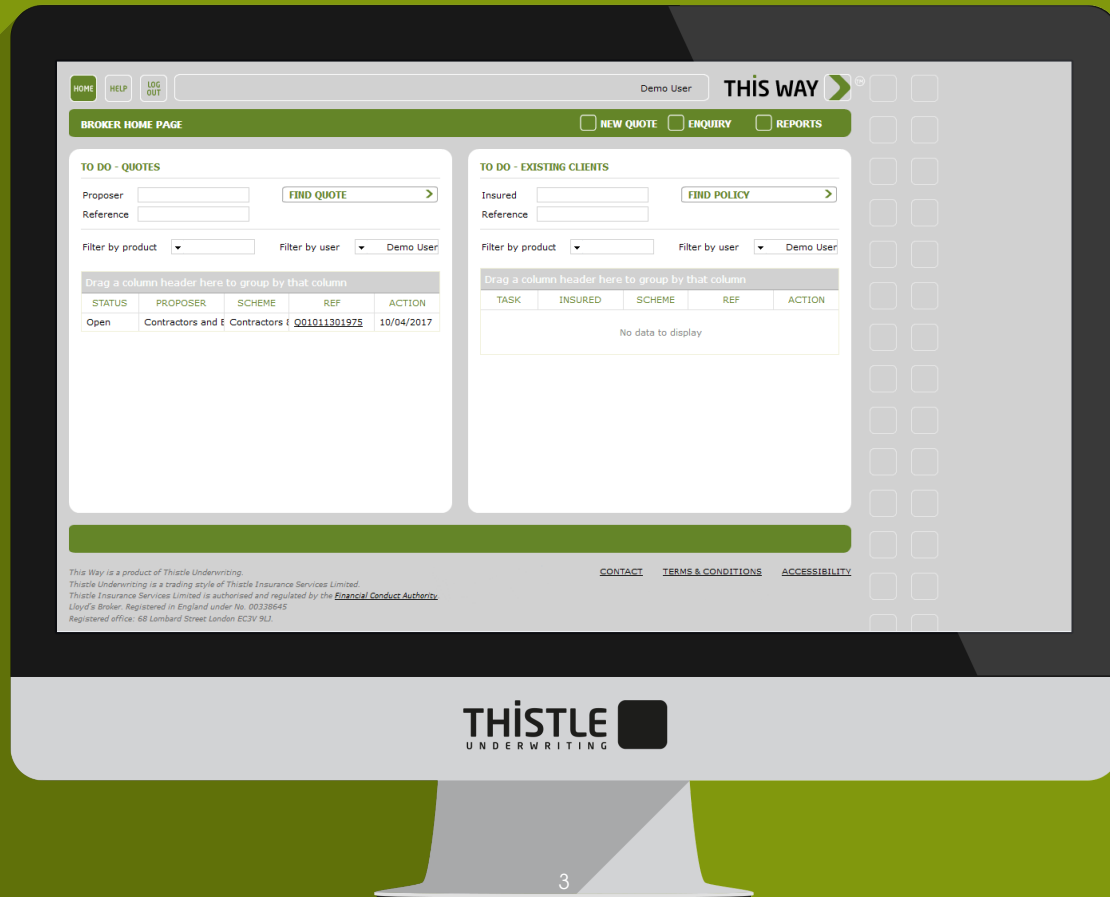 HOME HELP LOG OUT Demo User THIS WAY
BROKER HOME PAGE NEW QUOTE ENQUIRY REPORTS
TO DO - QUOTES
Proposer FIND QUOTE
Reference
Filter by product Filter by user Demo User
Drag a column header here to group by that column
STATUS PROPOSER SCHEME REF ACTION
Open Contractors and E Contractors & Q01011301975 10/04/2017
TO DO - EXISTING CLIENTS
Insured FIND POLICY
Reference
Filter by product Filter by user Demo User
Drag a column header here to group by that column
TASK INSURED SCHEME REF ACTION
No data to display
This Way is a product of Thistle Underwriting.
Thistle Underwriting is a trading style of Thistle Insurance Services Limited.
Thistle Insurance Services Limited is authorised and regulated by the Financial Conduct Authority.
Lloyd's Broker. Registered in England under No. 00338645
Registered office: 68 Lombard Street London EC3V 9LJ.
CONTACT TERMS & CONDITIONS ACCESSIBILITY
THISTLE
UNDERWRITING
3